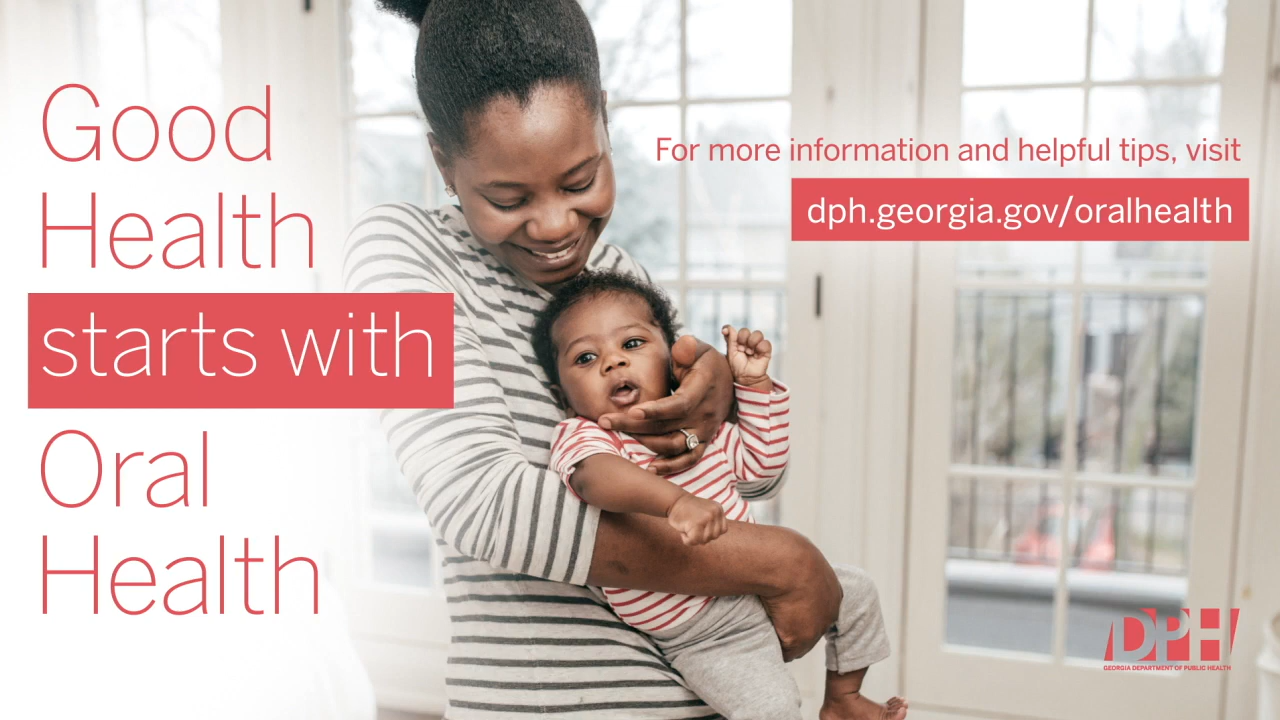 Good
Health
starts with
Oral
Health
For more information and helpful tips, visit
dph.georgia.gov/oralhealth
DPH
GEORGIA DEPARTMENT OF PUBLIC HEALTH